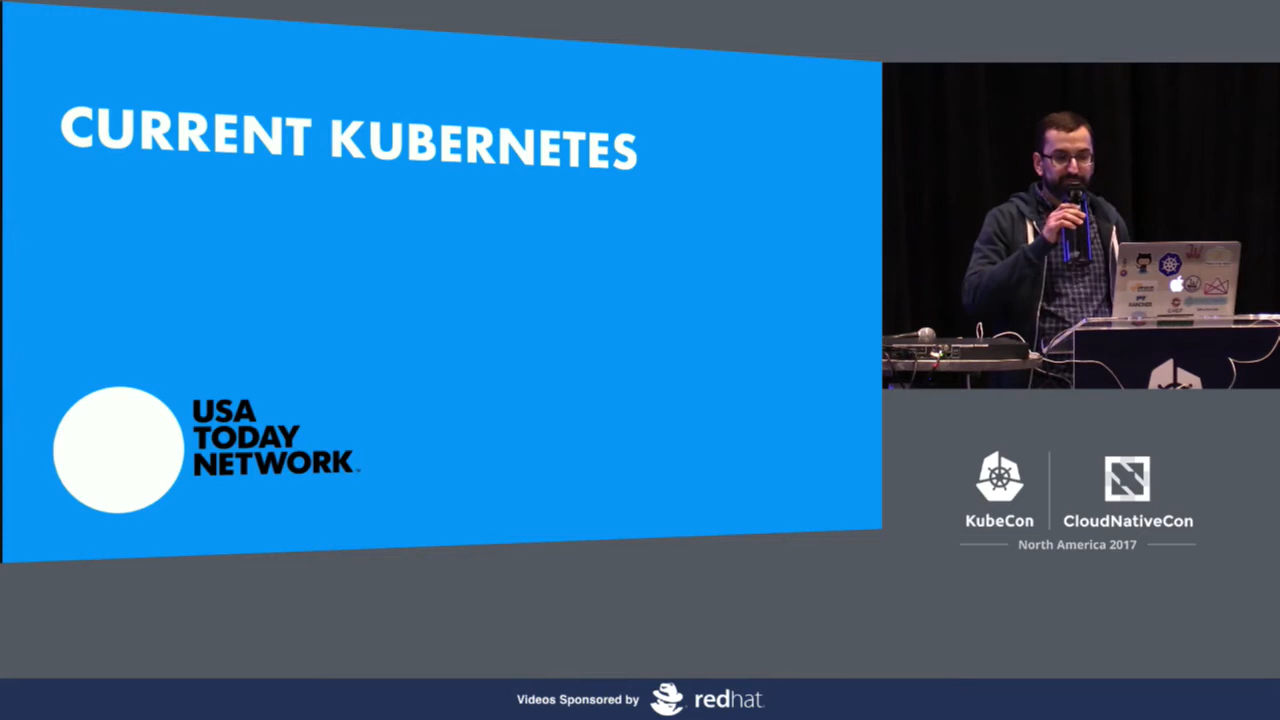 CURRENT KUBERNETES
USA
TODAY
NETWORK
KubeCon
CloudNativeCon
North America 2017
Videos Sponsored by
redhat